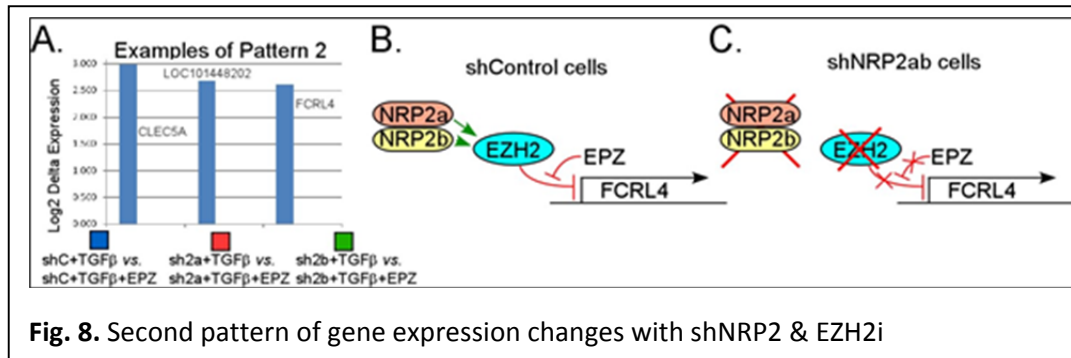 A.
Examples of Pattern 2
Log2 Delta Expression
3.000
2.500
2.000
1.500
1.000
0.500
0.000
LOC101448202
FCRL4
CLEC5A
shC+TGFβ vs.
shC+TGFβ+EPZ
sh2a+TGFβ vs.
sh2a+TGFβ+EPZ
sh2b+TGFβ vs.
sh2b+TGFβ+EPZ
B.
shControl cells
NRP2a
NRP2b
EZH2
EPZ
FCRL4
C.
shNRP2ab cells
NRP2a
NRP2b
EZH2
EPZ
FCRL4
Fig. 8. Second pattern of gene expression changes with shNRP2 & EZH2i